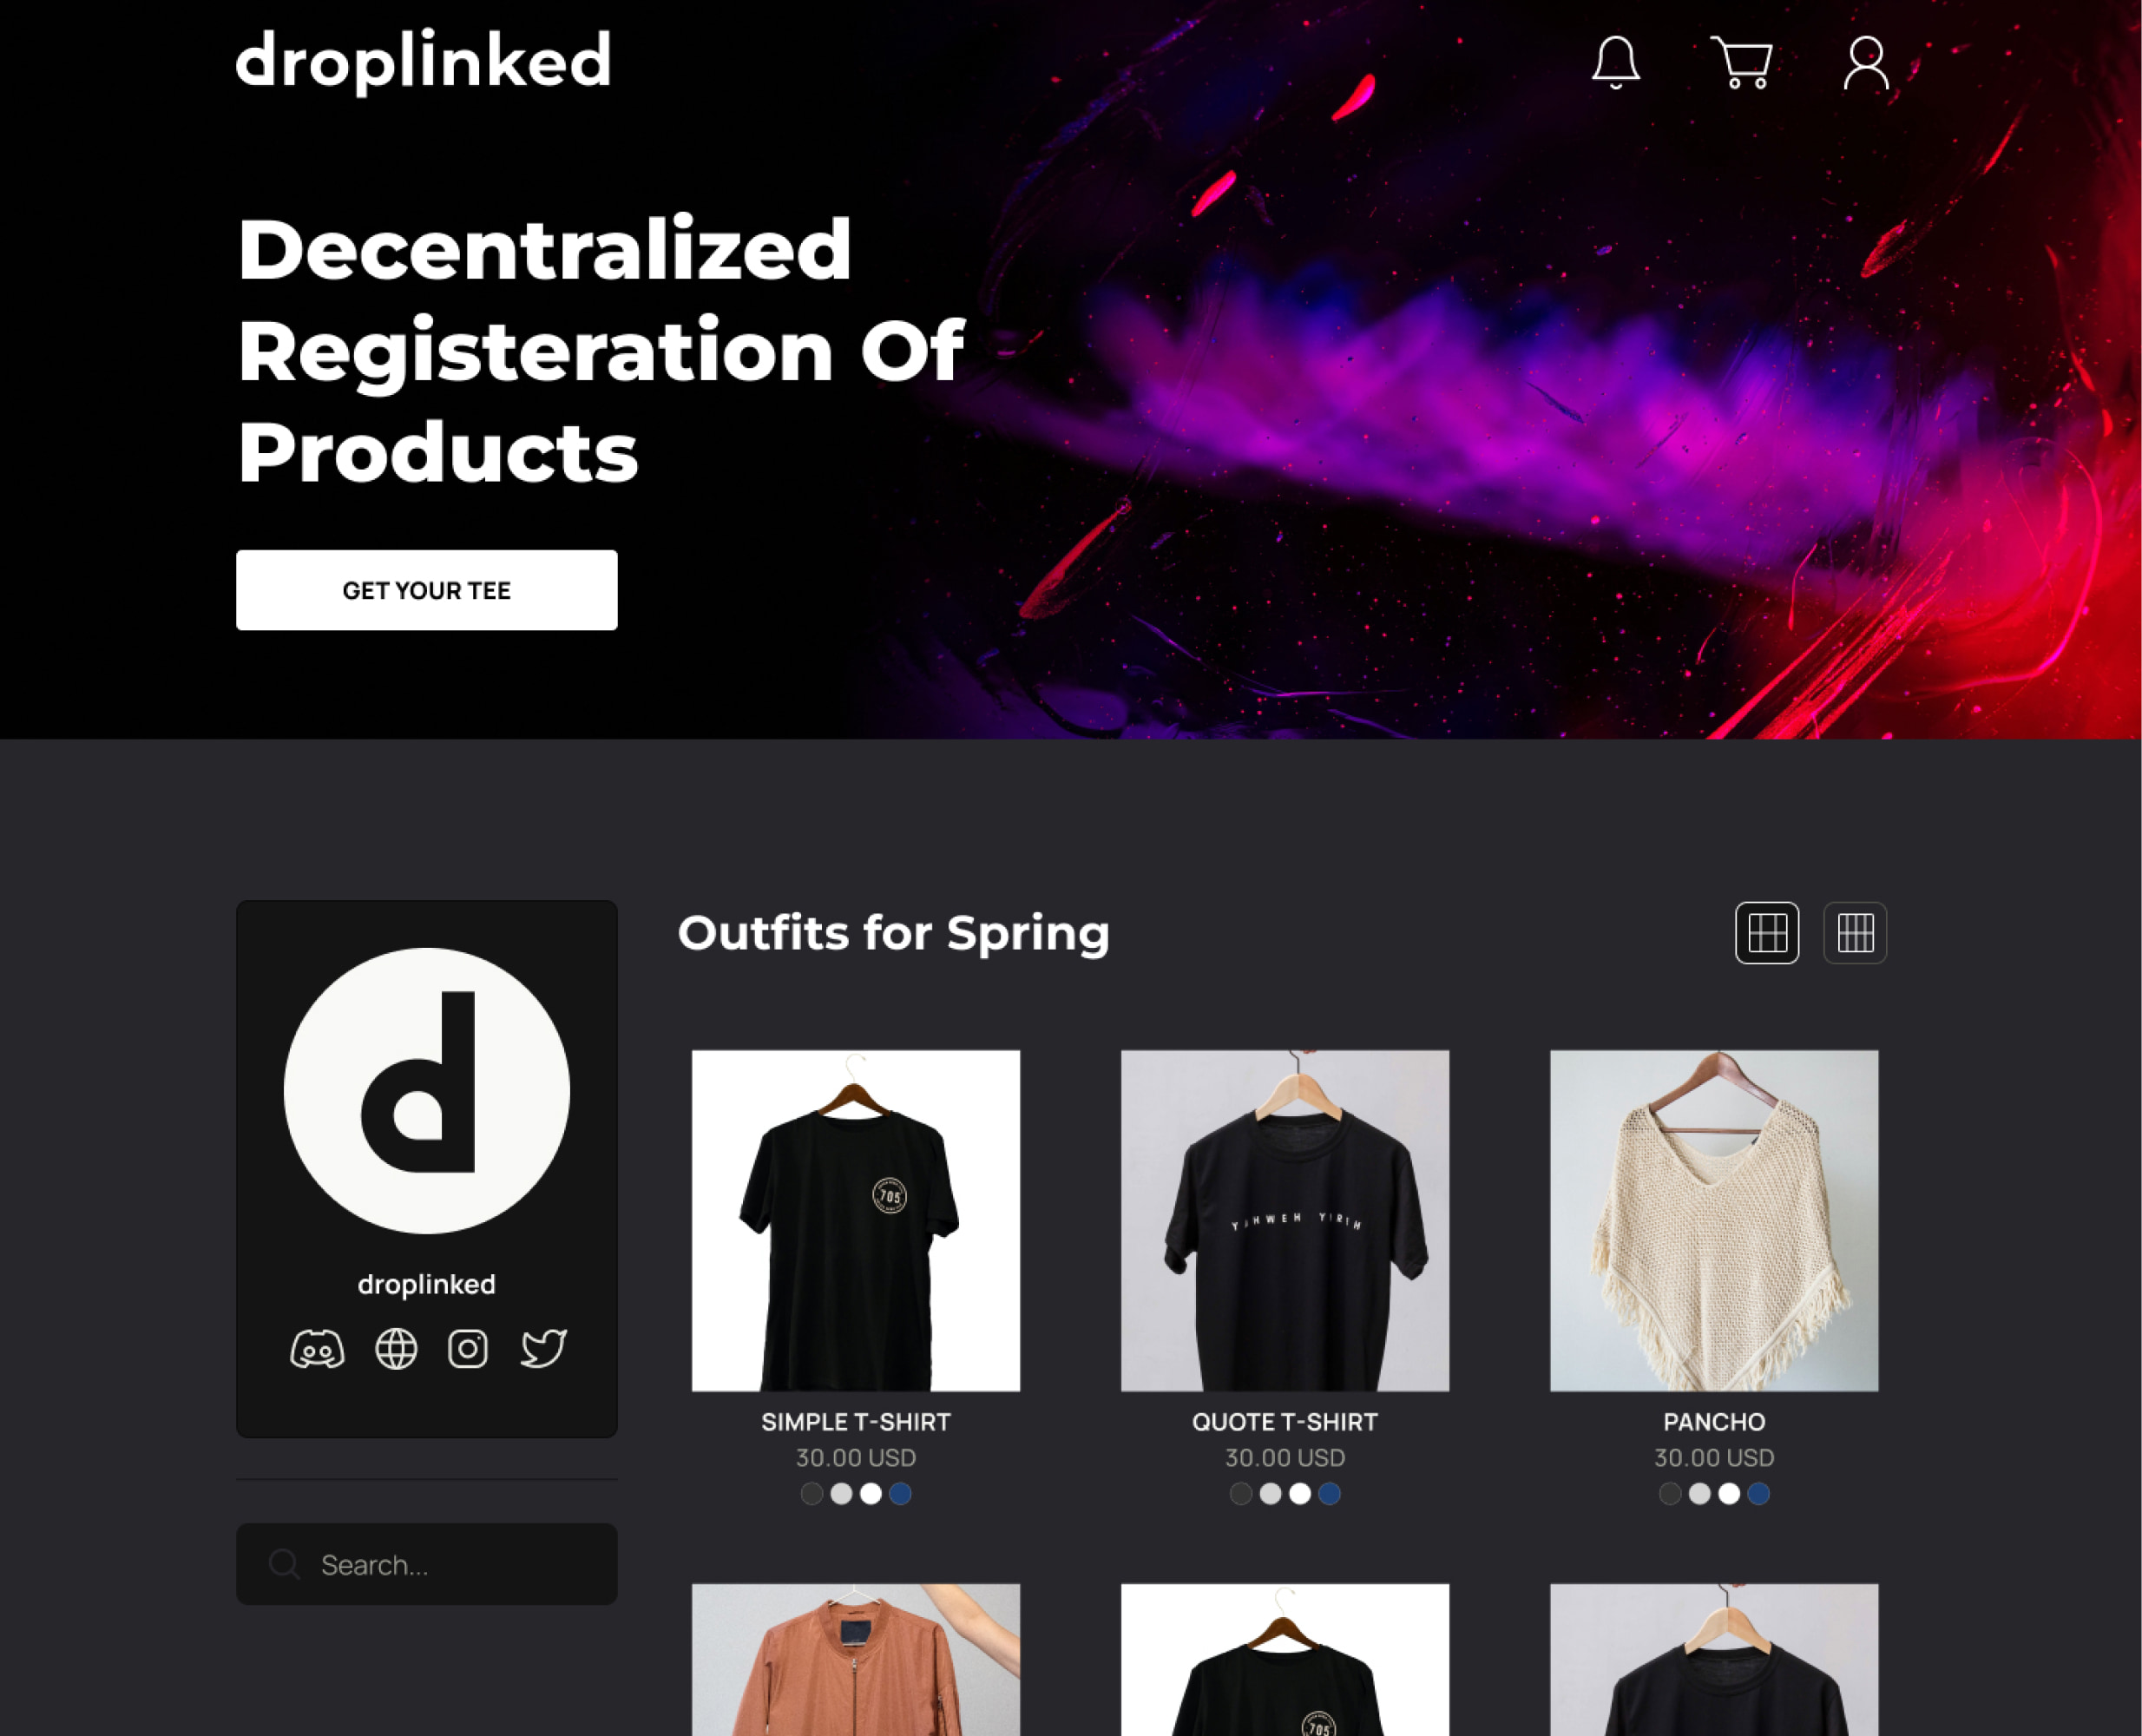 droplinked
Decentralized
Registeration Of
Products
GET YOUR TEE
Outfits for Spring
705
YAHWEH YIRIH
droplinked
SIMPLE T-SHIRT
QUOTE T-SHIRT
PANCHO
30.00 USD
30.00 USD
30.00 USD
Search...
705